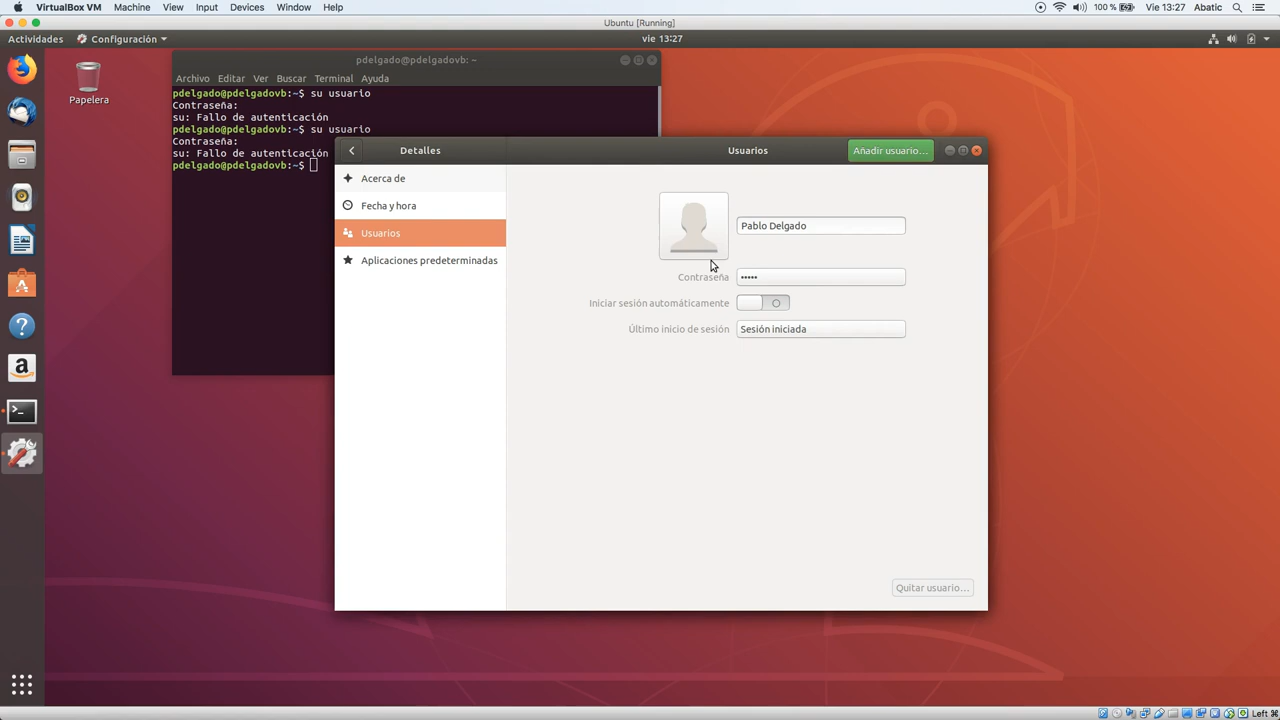 VirtualBox VM Machine View Input Devices Window Help 100 % Vie 13:27 Abatic
Ubuntu [Running]
Actividades Configuración vie 13:27
Papelera
pdelgado@pdelgadovb: ~
Archivo Editar Ver Buscar Terminal Ayuda
pdelgado@pdelgadovb:~$ su usuario
Contraseña:
su: Fallo de autenticación
pdelgado@pdelgadovb:~$ su usuario
Contraseña:
su: Fallo de autenticación
pdelgado@pdelgadovb:~$
Detalles Usuarios Añadir usuario...
Acerca de
Fecha y hora
Usuarios
Aplicaciones predeterminadas
Pablo Delgado
Contraseña •••••
Iniciar sesión automáticamente
Último inicio de sesión Sesión iniciada
Quitar usuario...
Left ⌘